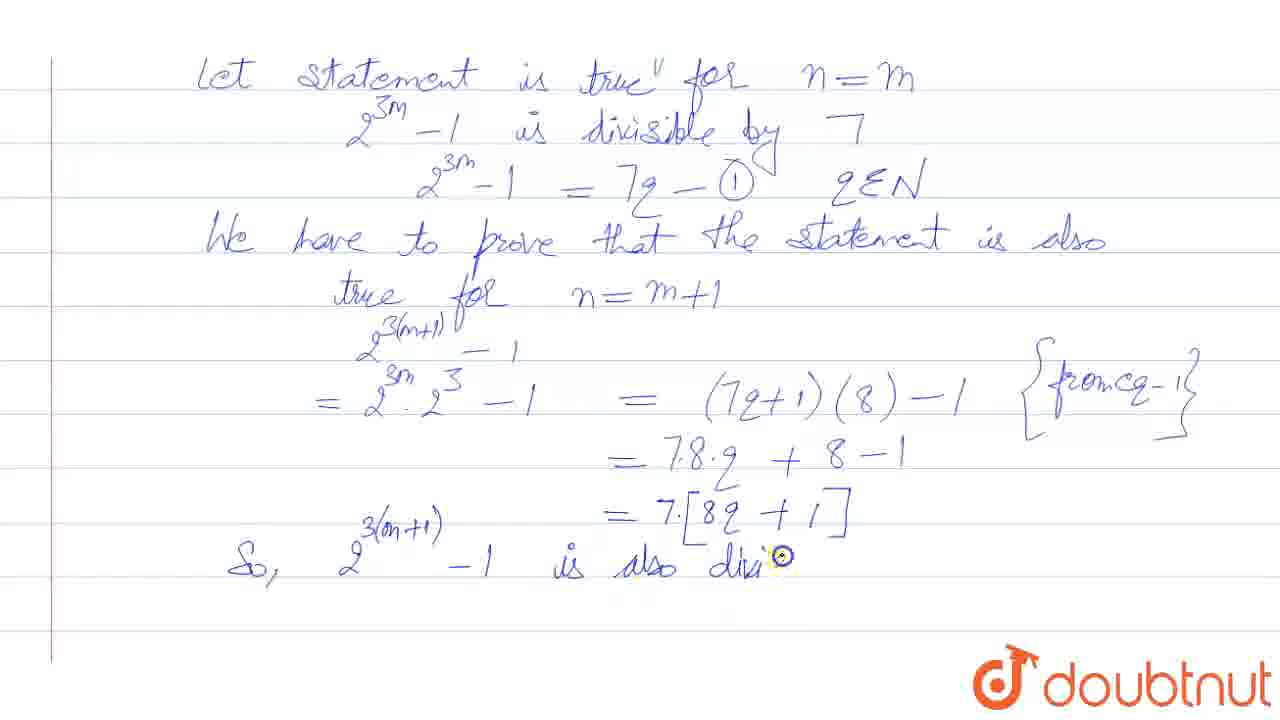 Let statement is true for n = m
2^{3m} - 1 is divisible by 7
2^{3m} - 1 = 7q - ① q ∈ N
We have to prove that the statement is also
true for n = m+1
2^{3(m+1)} - 1
= 2^{3m} . 2^{3} - 1 = (7q+1)(8) - 1 {from eq-1}
= 7.8.q + 8 - 1
= 7.[8q + 1]
So, 2^{3(m+1)} - 1 is also divi
doubtnut